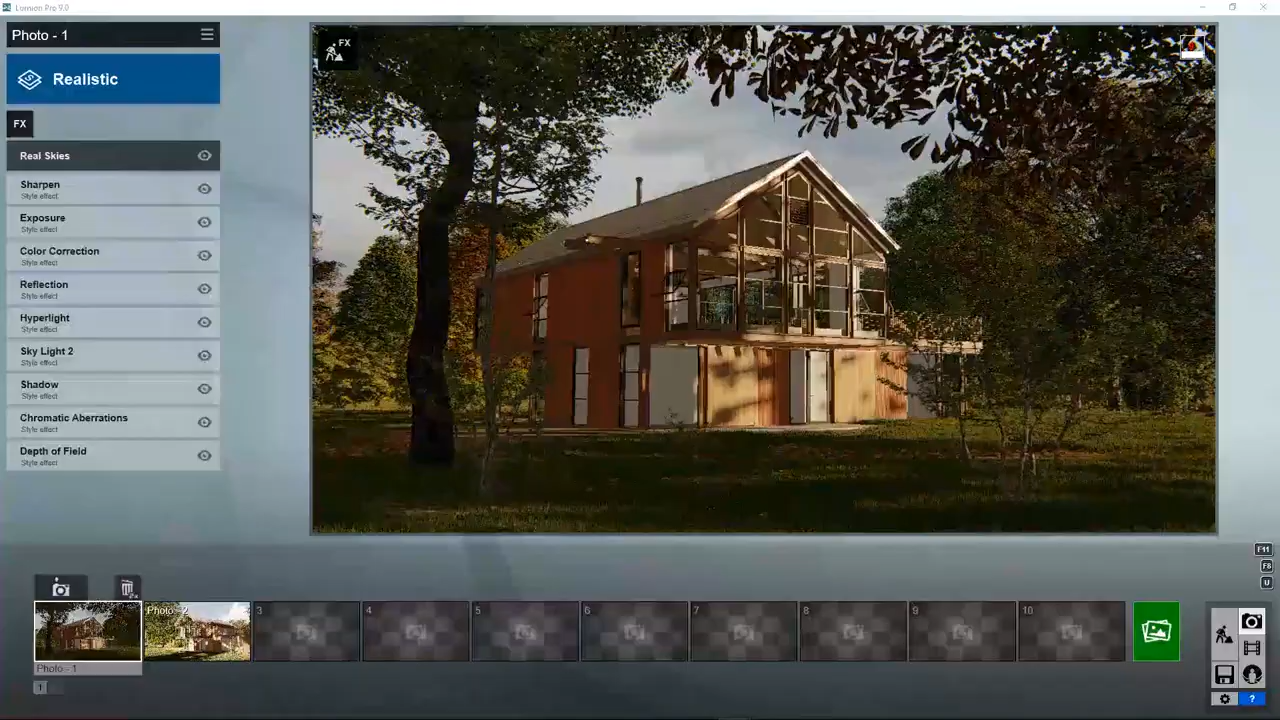 Lumion Pro 9.0
Photo - 1
Realistic
FX
FX
Real Skies
Sharpen
Style effect
Exposure
Style effect
Color Correction
Style effect
Reflection
Style effect
Hyperlight
Style effect
Sky Light 2
Style effect
Shadow
Style effect
Chromatic Aberrations
Style effect
Depth of Field
Style effect
F11
F8
U
Photo - 2
3
4
5
6
7
8
9
10
Photo - 1
1
?